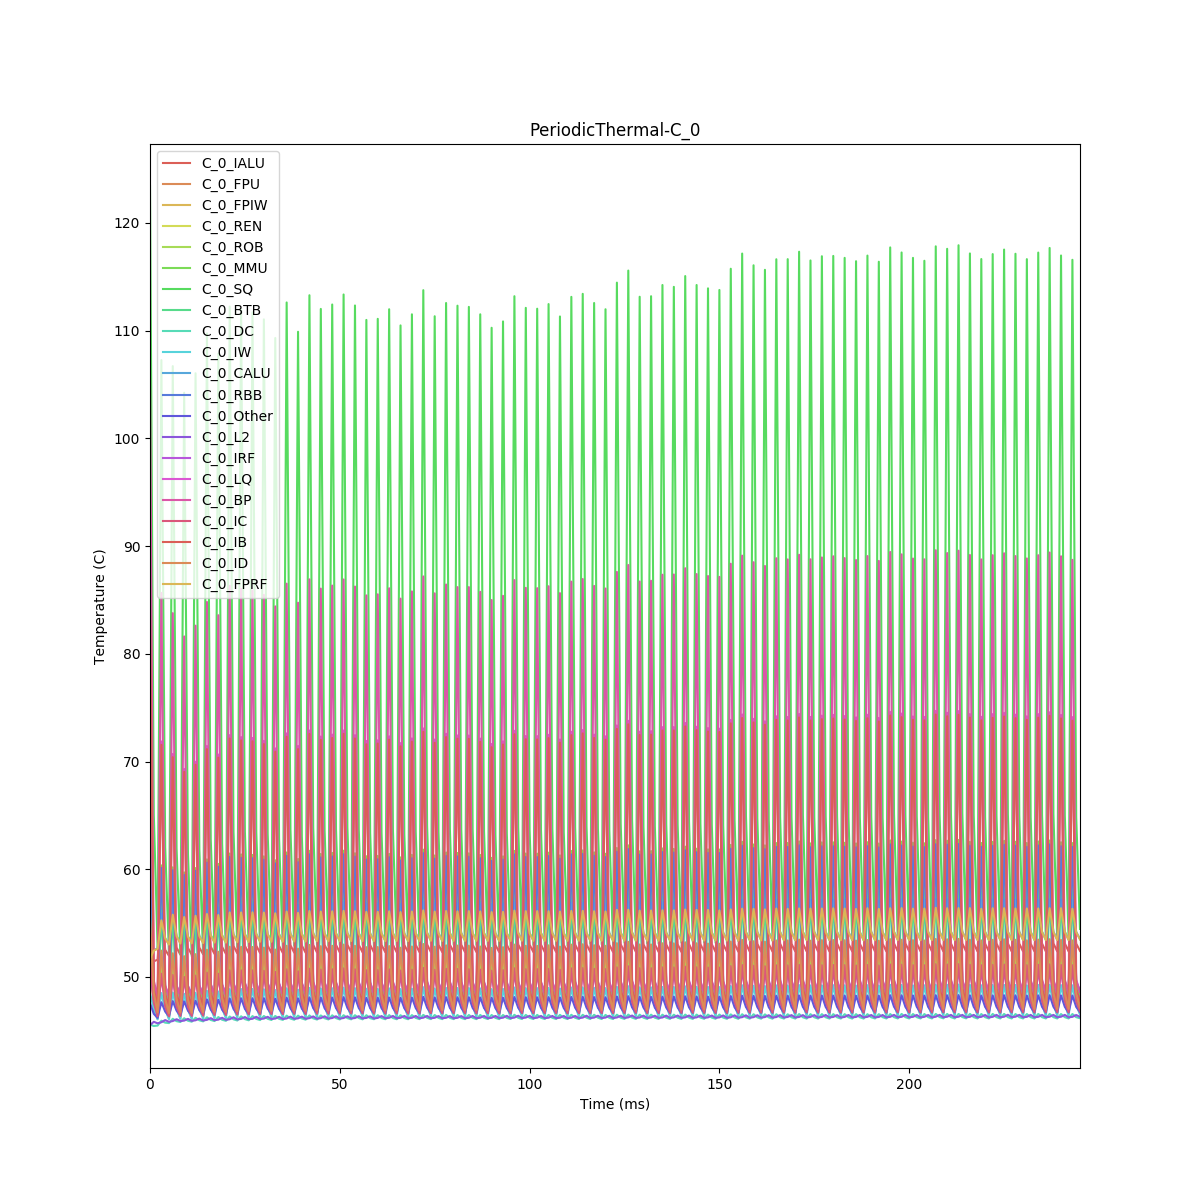 PeriodicThermal-C_0
C_0_IALU
C_0_FPU
C_0_FPIW
C_0_REN
C_0_ROB
C_0_MMU
C_0_SQ
C_0_BTB
C_0_DC
C_0_IW
C_0_CALU
C_0_RBB
C_0_Other
C_0_L2
C_0_IRF
C_0_LQ
C_0_BP
C_0_IC
C_0_IB
C_0_ID
C_0_FPRF
120
110
100
90
80
70
60
50
Temperature (C)
0 50 100 150 200
Time (ms)